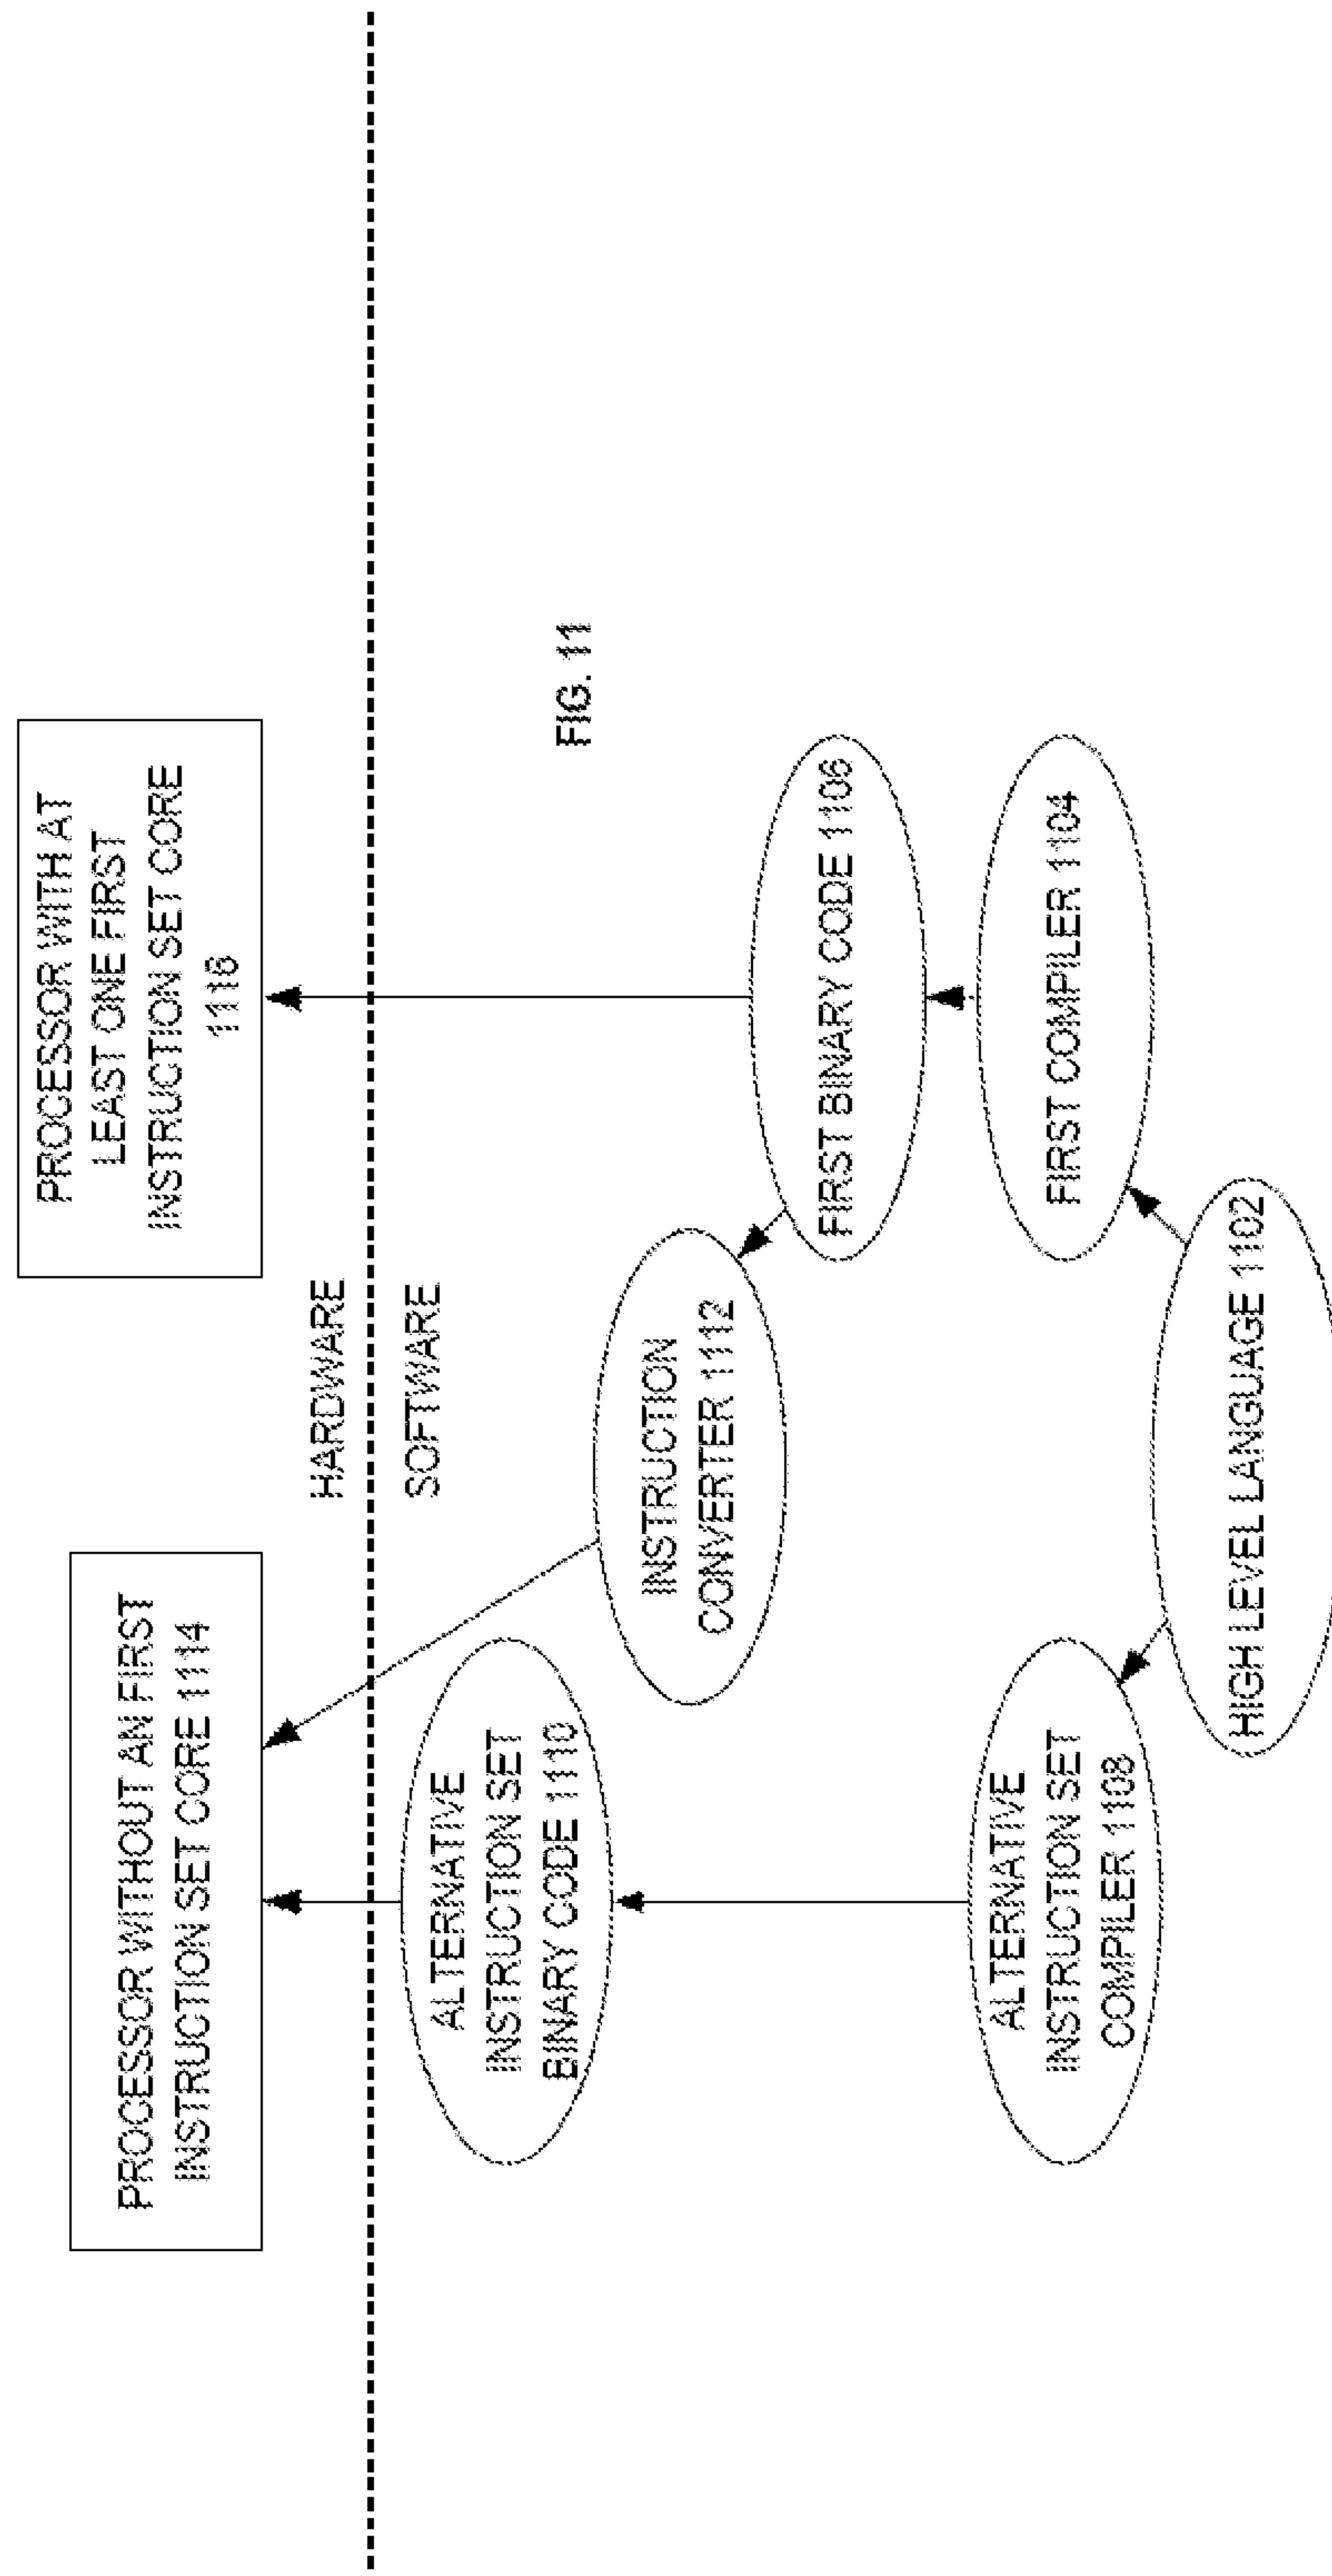 PROCESSOR WITHOUT AN FIRST
INSTRUCTION SET CORE 1114
PROCESSOR WITH AT
LEAST ONE FIRST
INSTRUCTION SET CORE
1116
HARDWARE
SOFTWARE
ALTERNATIVE
INSTRUCTION SET
BINARY CODE 1110
INSTRUCTION
CONVERTER 1112
FIG. 11
FIRST BINARY CODE 1106
ALTERNATIVE
INSTRUCTION SET
COMPILER 1108
FIRST COMPILER 1104
HIGH LEVEL LANGUAGE 1102